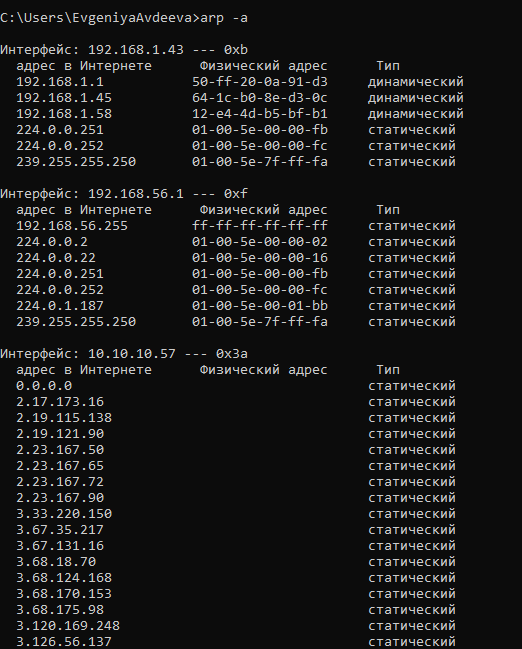 C:\Users\EvgeniyaAvdeeva>arp -a
Интерфейс: 192.168.1.43 --- 0xb
адрес в Интернете Физический адрес Тип
192.168.1.1 50-ff-20-0a-91-d3 динамический
192.168.1.45 64-1c-b0-8e-d3-0c динамический
192.168.1.58 12-e4-4d-b5-bf-b1 динамический
224.0.0.251 01-00-5e-00-00-fb статический
224.0.0.252 01-00-5e-00-00-fc статический
239.255.255.250 01-00-5e-7f-ff-fa статический
Интерфейс: 192.168.56.1 --- 0xf
адрес в Интернете Физический адрес Тип
192.168.56.255 ff-ff-ff-ff-ff-ff статический
224.0.0.2 01-00-5e-00-00-02 статический
224.0.0.22 01-00-5e-00-00-16 статический
224.0.0.251 01-00-5e-00-00-fb статический
224.0.0.252 01-00-5e-00-00-fc статический
224.0.1.187 01-00-5e-00-01-bb статический
239.255.255.250 01-00-5e-7f-ff-fa статический
Интерфейс: 10.10.10.57 --- 0x3a
адрес в Интернете Физический адрес Тип
0.0.0.0 статический
2.17.173.16 статический
2.19.115.138 статический
2.19.121.90 статический
2.23.167.50 статический
2.23.167.65 статический
2.23.167.72 статический
2.23.167.90 статический
3.33.220.150 статический
3.67.35.217 статический
3.67.131.16 статический
3.68.18.70 статический
3.68.124.168 статический
3.68.170.153 статический
3.68.175.98 статический
3.120.169.248 статический
3.126.56.137 статический